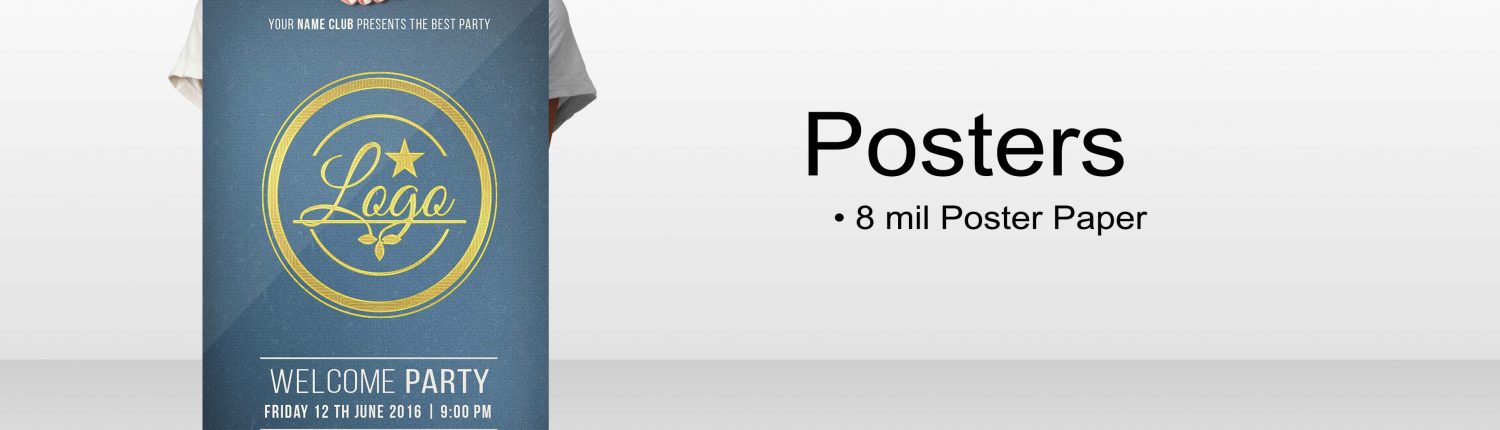 YOUR NAME CLUB PRESENTS THE BEST PARTY
Logo
WELCOME PARTY
FRIDAY 12 TH JUNE 2016 | 9:00 PM
Posters
• 8 mil Poster Paper